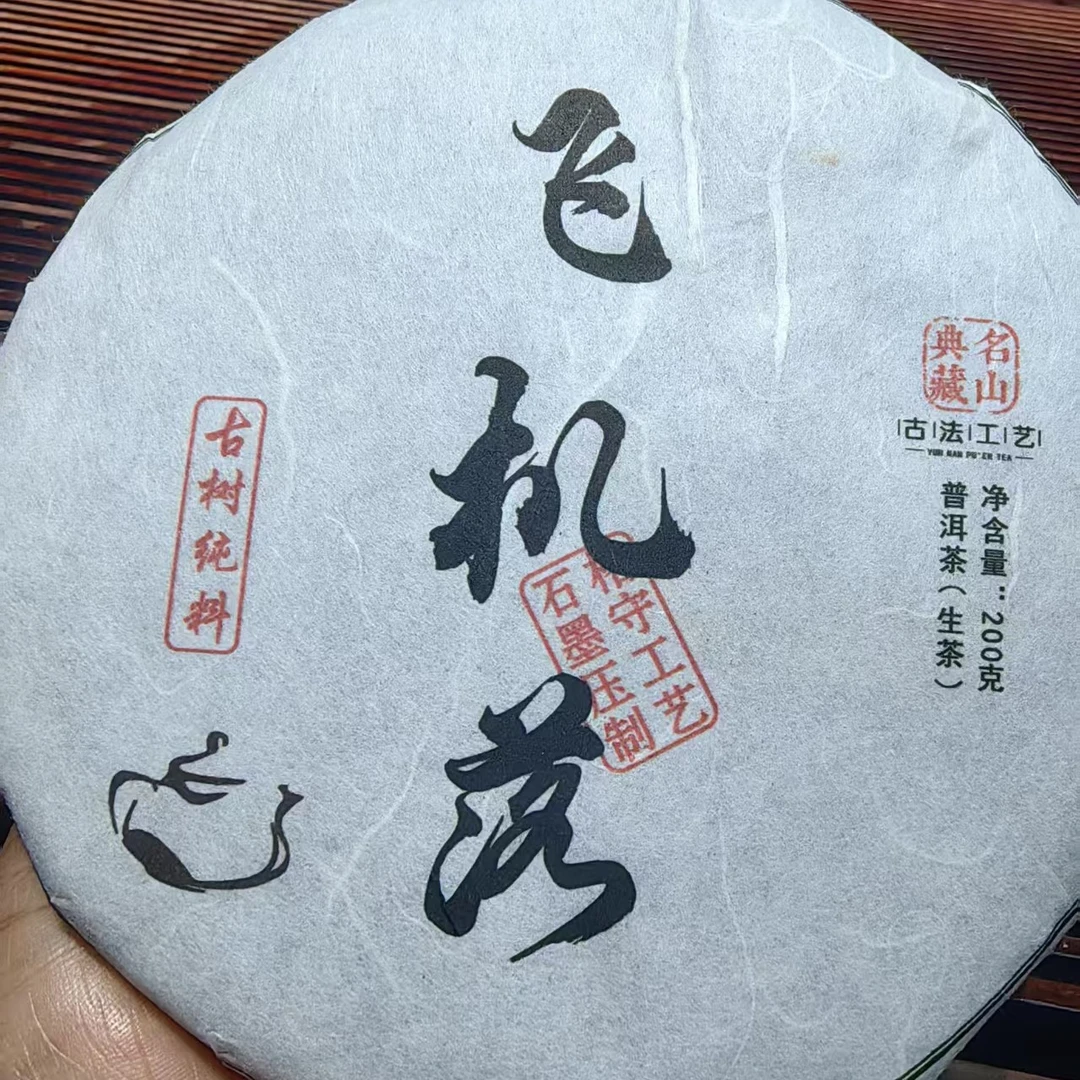 飞机落
名山
典藏
古法工艺
YUN NAN PU'ER TEA
净含量：200克
普洱茶（生茶）
守工艺
石墨压制
古树纯料